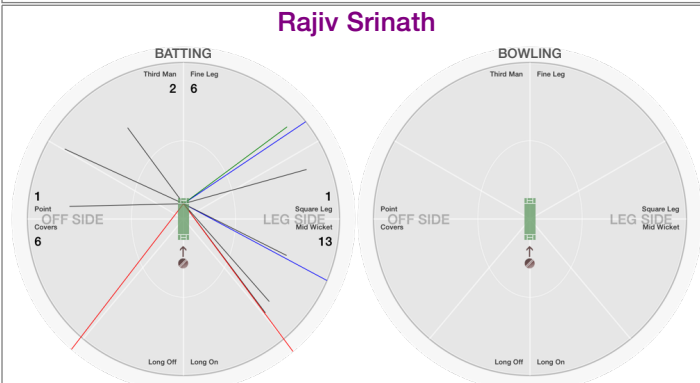 Rajiv Srinath
BATTING
Third Man Fine Leg
2 6
1
Point
OFF SIDE
Covers
6
1
Square Leg
LEG SIDE
Mid Wicket
13
Long Off Long On
BOWLING
Third Man Fine Leg
Point
OFF SIDE
Covers
Square Leg
LEG SIDE
Mid Wicket
Long Off Long On